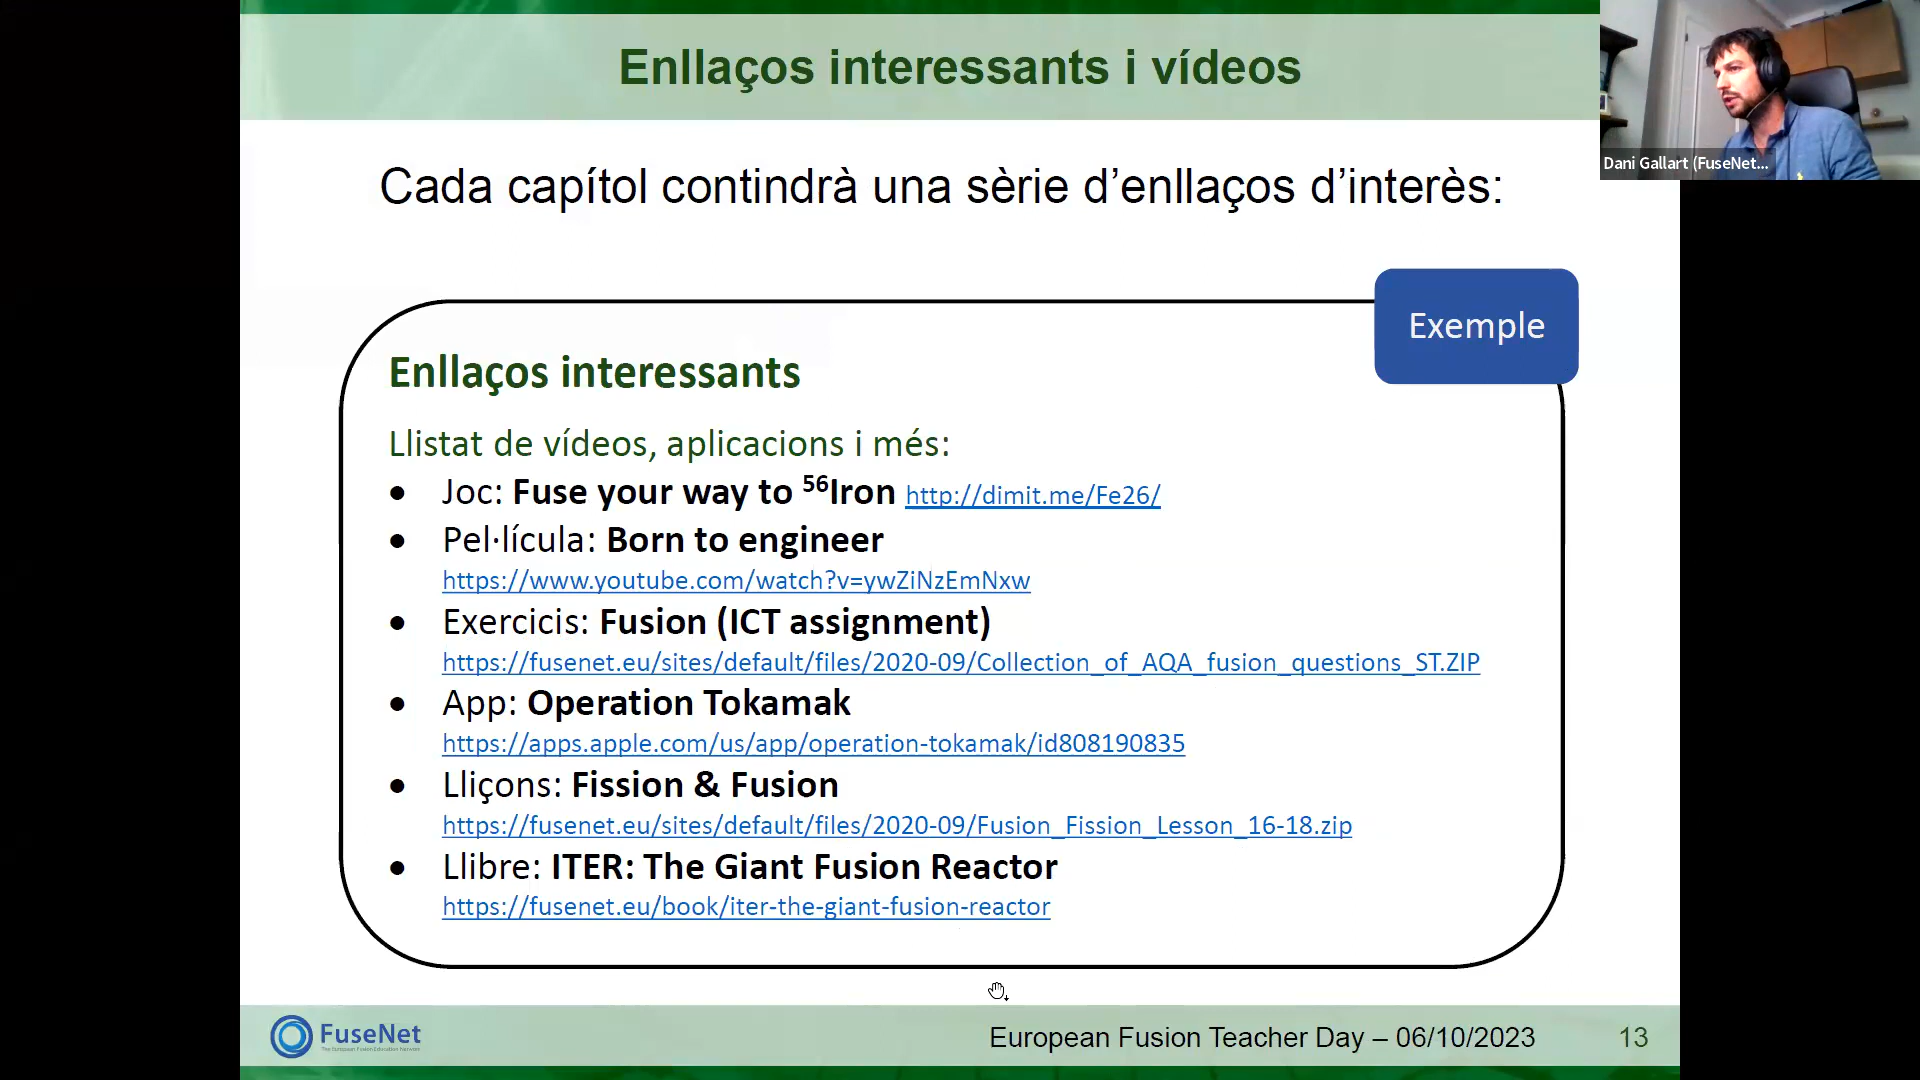 Enllaços interessants i vídeos
Dani Gallart (FuseNet...
Cada capítol contindrà una sèrie d’enllaços d’interès:
Exemple
Enllaços interessants
Llistat de vídeos, aplicacions i més:
• Joc: Fuse your way to ⁵⁶Iron http://dimit.me/Fe26/
• Pel·lícula: Born to engineer
https://www.youtube.com/watch?v=ywZiNzEmNxw
• Exercicis: Fusion (ICT assignment)
https://fusenet.eu/sites/default/files/2020-09/Collection_of_AQA_fusion_questions_ST.ZIP
• App: Operation Tokamak
https://apps.apple.com/us/app/operation-tokamak/id808190835
• Lliçons: Fission & Fusion
https://fusenet.eu/sites/default/files/2020-09/Fusion_Fission_Lesson_16-18.zip
• Llibre: ITER: The Giant Fusion Reactor
https://fusenet.eu/book/iter-the-giant-fusion-reactor
FuseNet
The European Fusion Education Network
European Fusion Teacher Day – 06/10/2023
13